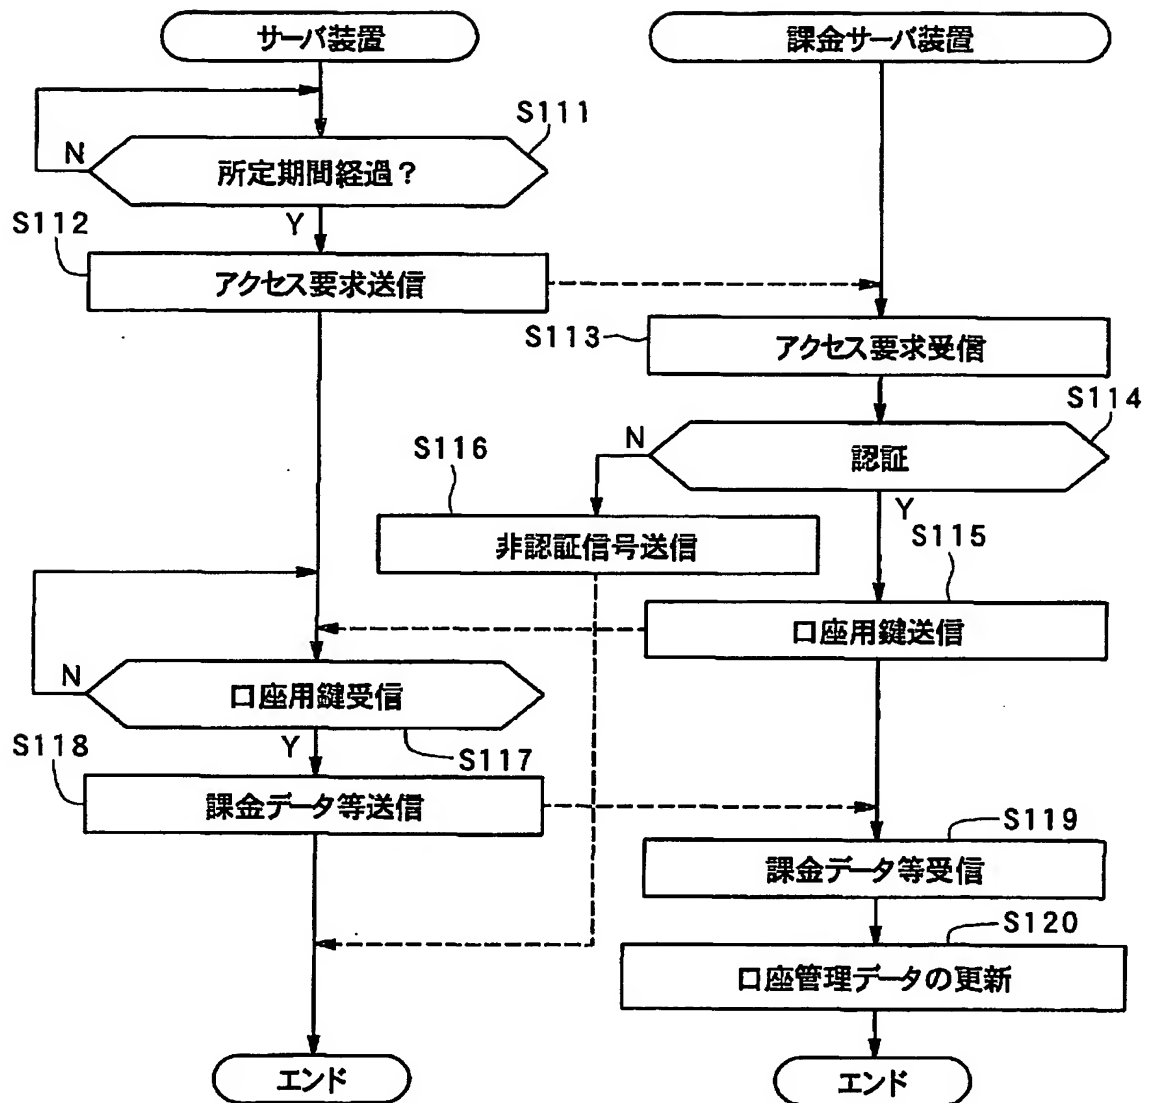 サーバ装置
課金サーバ装置
S111
N
所定期間経過?
S112
Y
アクセス要求送信
S113
アクセス要求受信
S114
N
認証
S116
Y
非認証信号送信
S115
口座用鍵送信
N
口座用鍵受信
S118
Y
S117
課金データ等送信
S119
課金データ等受信
S120
口座管理データの更新
エンド
エンド